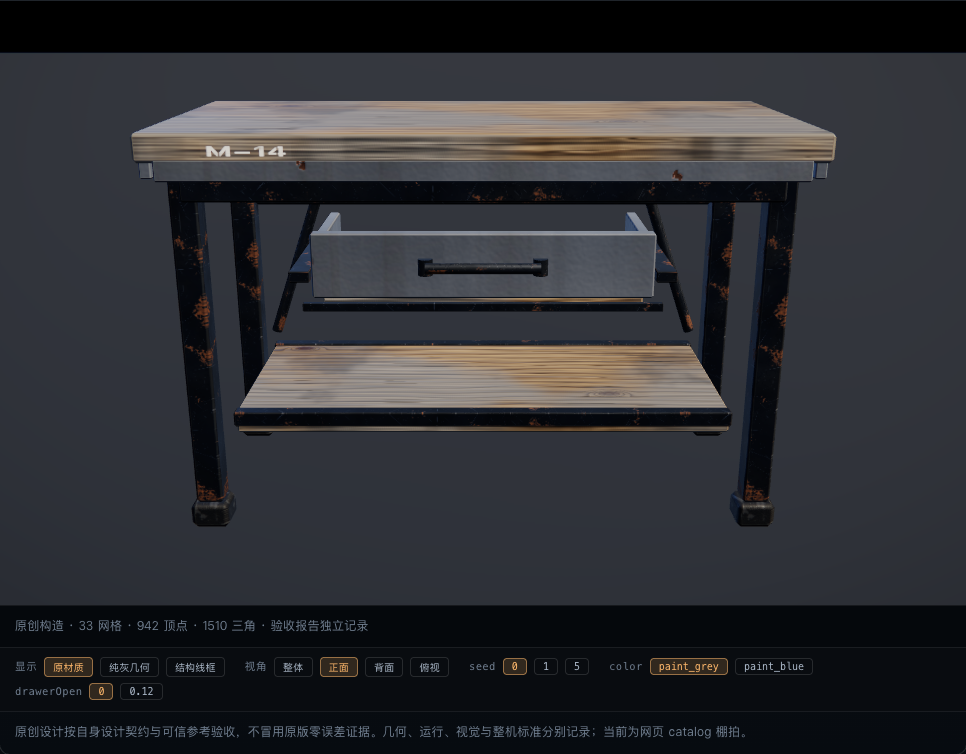 M-14
原创构造 · 33 网格 · 942 顶点 · 1510 三角 · 验收报告独立记录
显示 原材质 纯灰几何 结构线框 视角 整体 正面 背面 俯视 seed 0 1 5 color paint_grey paint_blue
drawerOpen 0 0.12
原创设计按自身设计契约与可信参考验收，不冒用原版零误差证据。几何、运行、视觉与整机标准分别记录；当前为网页 catalog 棚拍。